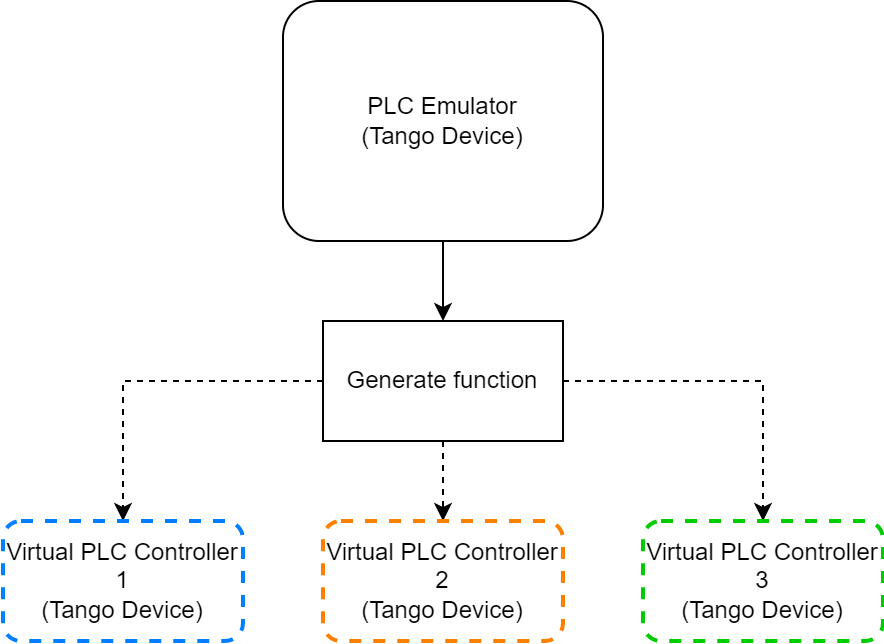 PLC Emulator
(Tango Device)
Generate function
Virtual PLC Controller
1
(Tango Device)
Virtual PLC Controller
2
(Tango Device)
Virtual PLC Controller
3
(Tango Device)